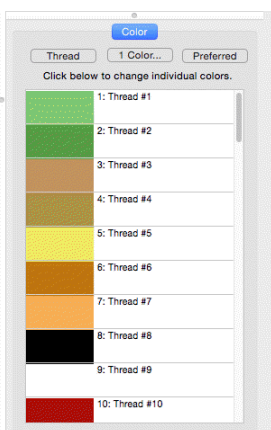 Color
Thread 1 Color... Preferred
Click below to change individual colors.
1: Thread #1
2: Thread #2
3: Thread #3
4: Thread #4
5: Thread #5
6: Thread #6
7: Thread #7
8: Thread #8
9: Thread #9
10: Thread #10